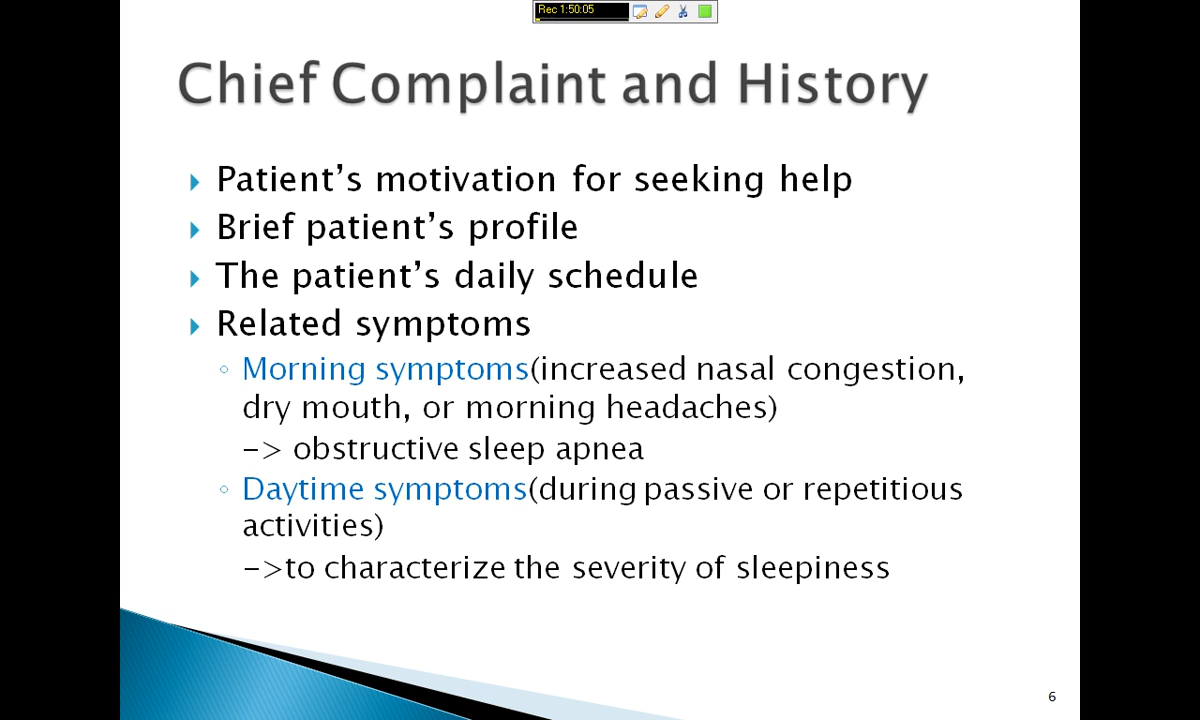 Rec 1:50:05
Chief Complaint and History
Patient's motivation for seeking help
Brief patient's profile
The patient's daily schedule
Related symptoms
Morning symptoms(increased nasal congestion,
dry mouth, or morning headaches)
-> obstructive sleep apnea
Daytime symptoms(during passive or repetitious
activities)
->to characterize the severity of sleepiness
6